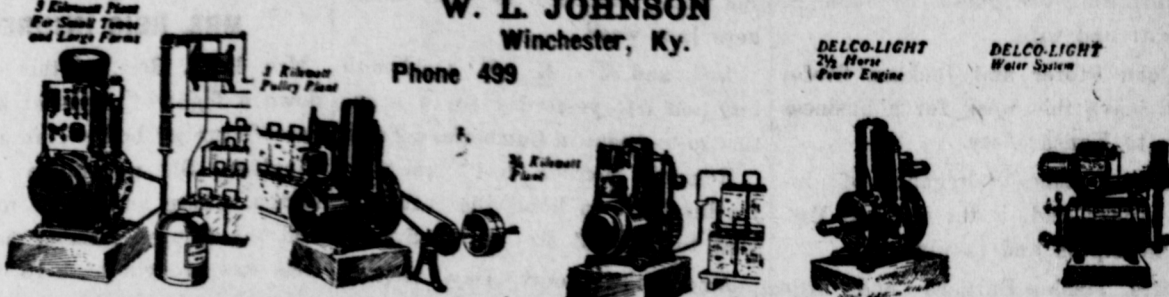 3 Kilowatt Plant
For Small Towns
and Large Farms
W. L. JOHNSON
Winchester, Ky.
Phone 499
3 Kilowatt
Pulley Plant
¾ Kilowatt
Plant
DELCO-LIGHT
2½ Horse
Power Engine
DELCO-LIGHT
Water System